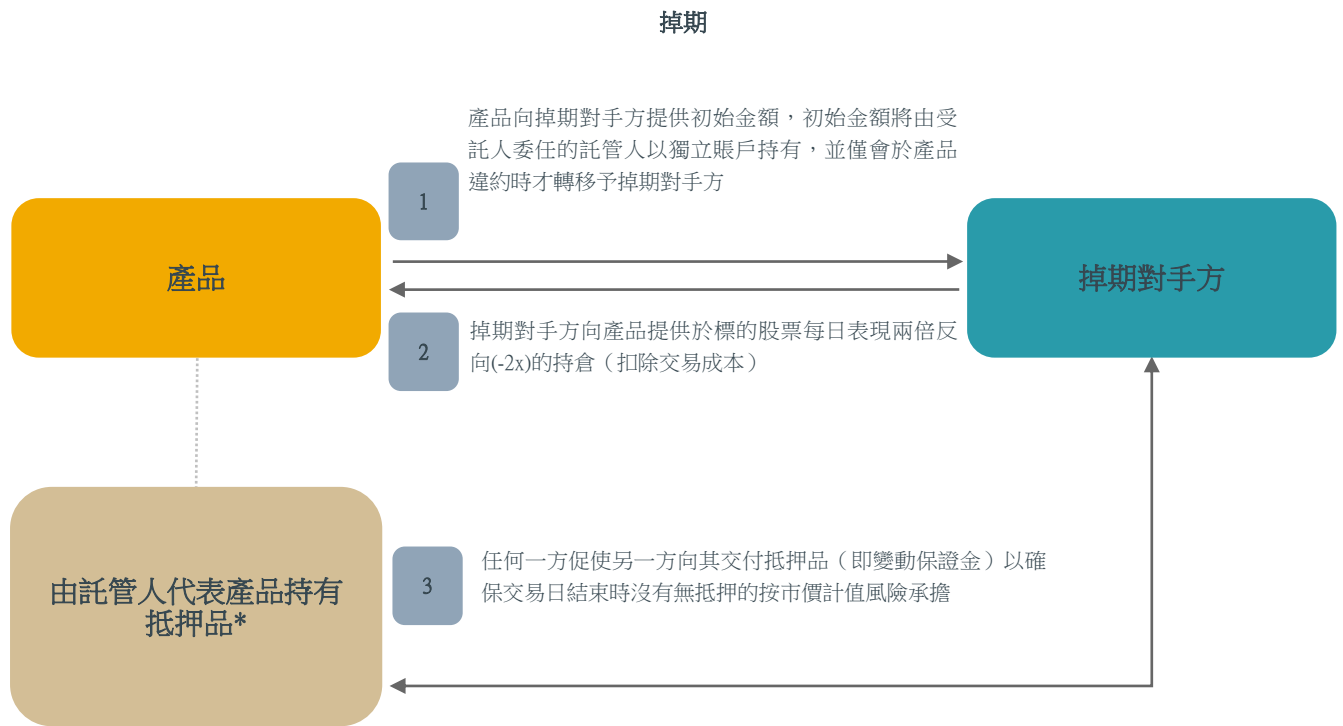 掉期
產品向掉期對手方提供初始金額，初始金額將由受
託人委任的託管人以獨立賬戶持有，並僅會於產品
違約時才轉移予掉期對手方
1
產品
掉期對手方
2
掉期對手方向產品提供於標的股票每日表現兩倍反
向(-2x)的持倉（扣除交易成本）
由託管人代表產品持有
抵押品*
3
任何一方促使另一方向其交付抵押品（即變動保證金）以確
保交易日結束時沒有無抵押的按市價計值風險承擔